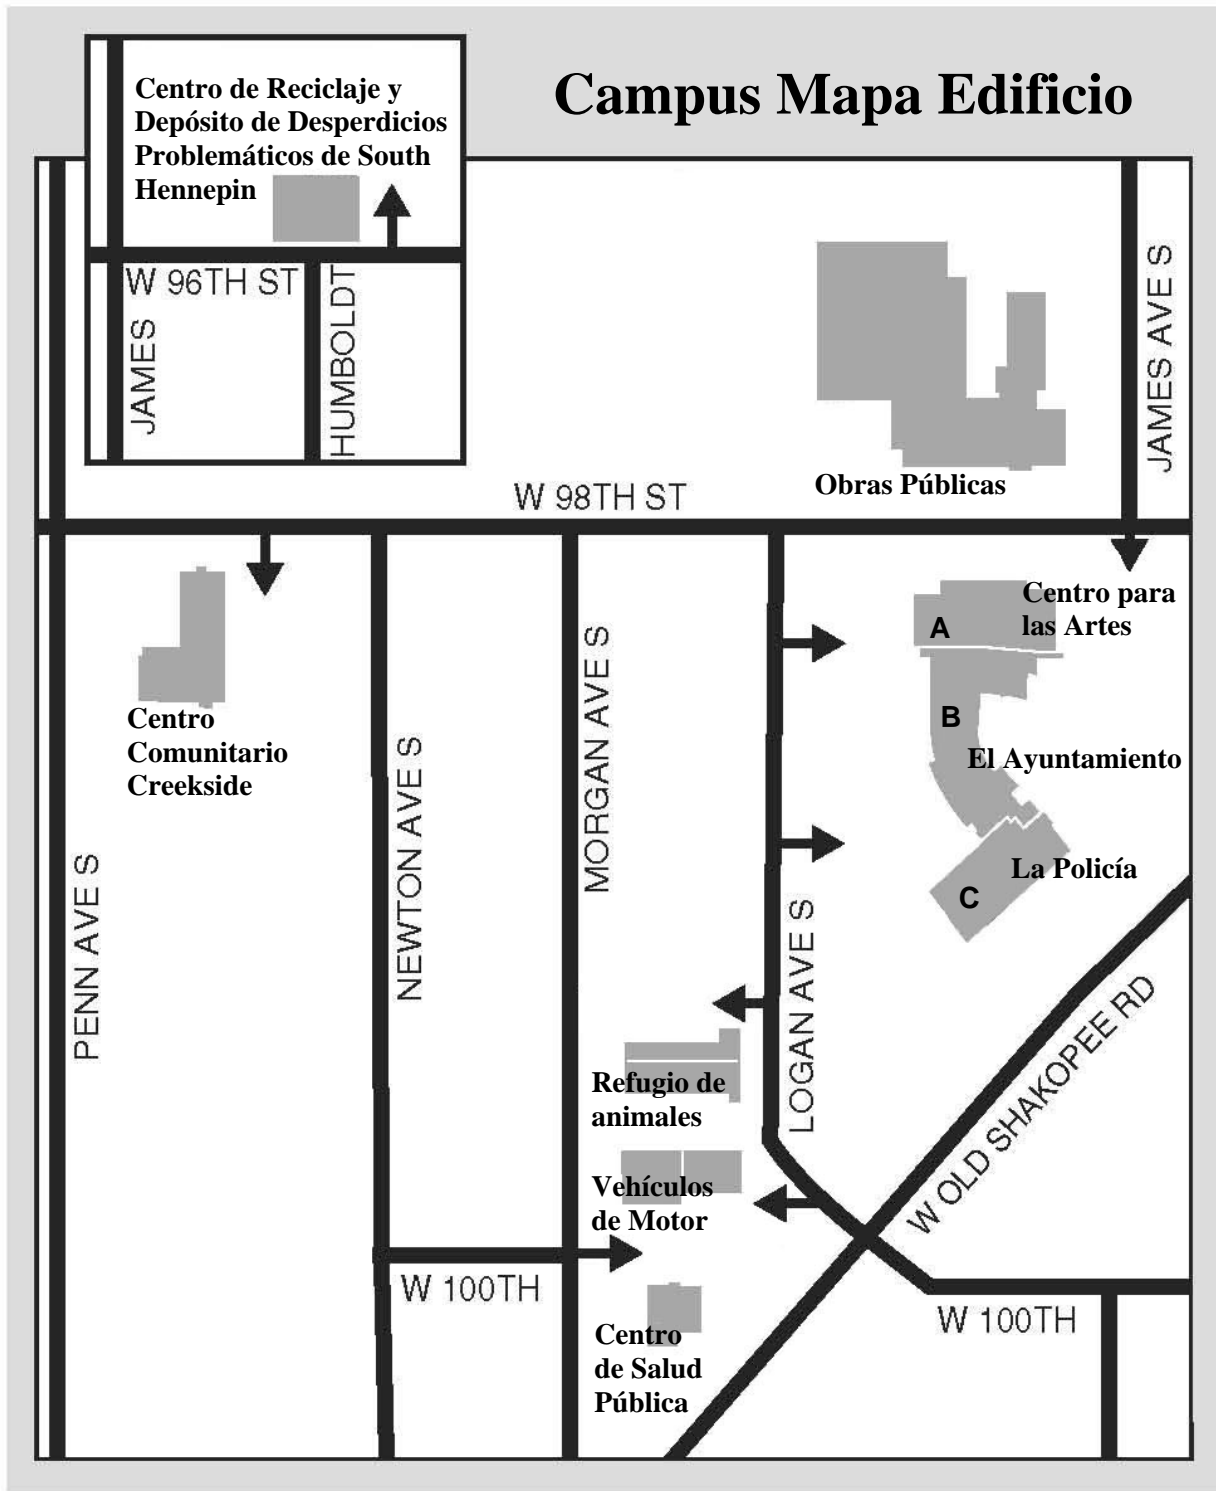 Campus Mapa Edificio
Centro de Reciclaje y
Depósito de Desperdicios
Problemáticos de South
Hennepin
W 96TH ST
JAMES
HUMBOLDT
JAMES AVE S
Obras Públicas
W 98TH ST
Centro para
las Artes
A
B
El Ayuntamiento
La Policía
C
Centro
Comunitario
Creekside
PENN AVE S
NEWTON AVE S
MORGAN AVE S
LOGAN AVE S
W OLD SHAKOPEE RD
Refugio de
animales
Vehículos
de Motor
W 100TH
Centro
de Salud
Pública
W 100TH